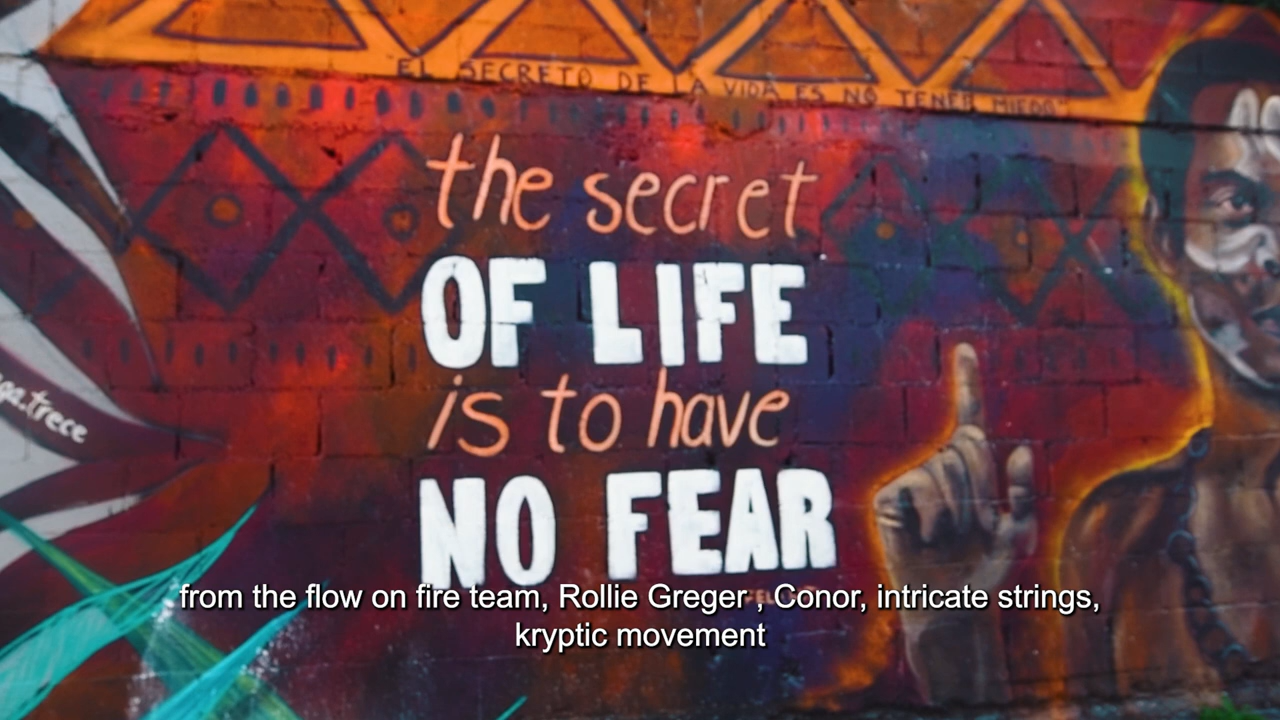 "EL SECRETO DE LA VIDA ES NO TENER MIEDO"
the secret
OF LIFE
is to have
NO FEAR
trece
from the flow on fire team, Rollie Greger , Conor, intricate strings,
kryptic movement